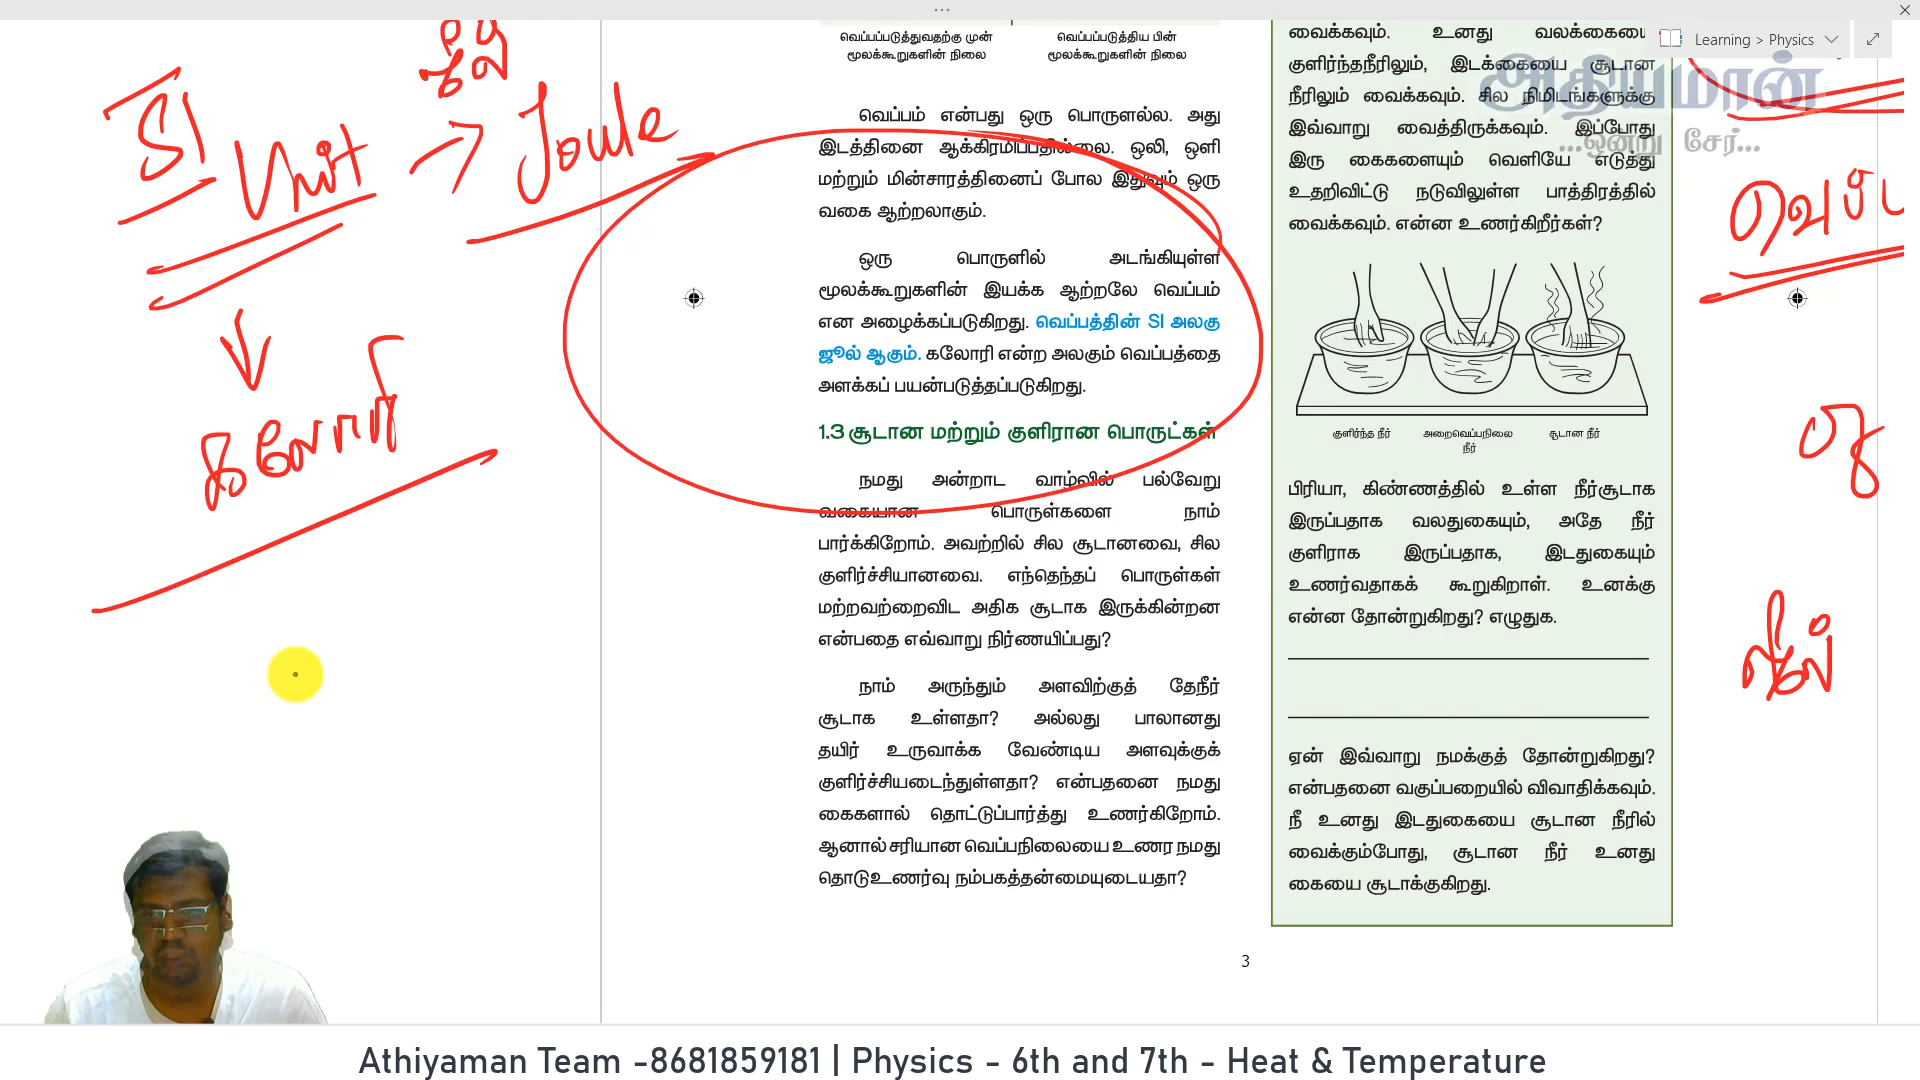 Learning > Physics
அதியமான்
...ஒன்று சேர்...
SI Unit → Joule
ஜூல்
கலோரி
வெப்பப்படுத்துவதற்கு முன்
மூலக்கூறுகளின் நிலை
வெப்பப்படுத்திய பின்
மூலக்கூறுகளின் நிலை
வெப்பம் என்பது ஒரு பொருளல்ல. அது
இடத்தினை ஆக்கிரமிப்பதில்லை. ஒலி, ஒளி
மற்றும் மின்சாரத்தினைப் போல இதுவும் ஒரு
வகை ஆற்றலாகும்.
ஒரு பொருளில் அடங்கியுள்ள
மூலக்கூறுகளின் இயக்க ஆற்றலே வெப்பம்
என அழைக்கப்படுகிறது. வெப்பத்தின் SI அலகு
ஜூல் ஆகும். கலோரி என்ற அலகும் வெப்பத்தை
அளக்கப் பயன்படுத்தப்படுகிறது.
1.3 சூடான மற்றும் குளிரான பொருட்கள்
நமது அன்றாட வாழ்வில் பல்வேறு
வகையான பொருள்களை நாம்
பார்க்கிறோம். அவற்றில் சில சூடானவை, சில
குளிர்ச்சியானவை. எந்தெந்தப் பொருள்கள்
மற்றவற்றைவிட அதிக சூடாக இருக்கின்றன
என்பதை எவ்வாறு நிர்ணயிப்பது?
நாம் அருந்தும் அளவிற்குத் தேநீர்
சூடாக உள்ளதா? அல்லது பாலானது
தயிர் உருவாக்க வேண்டிய அளவுக்குக்
குளிர்ச்சியடைந்துள்ளதா? என்பதனை நமது
கைகளால் தொட்டுப்பார்த்து உணர்கிறோம்.
ஆனால் சரியான வெப்பநிலையை உணர நமது
தொடுஉணர்வு நம்பகத்தன்மையுடையதா?
வைக்கவும். உனது வலக்கையை
குளிர்ந்தநீரிலும், இடக்கையை சூடான
நீரிலும் வைக்கவும். சில நிமிடங்களுக்கு
இவ்வாறு வைத்திருக்கவும். இப்போது
இரு கைகளையும் வெளியே எடுத்து
உதறிவிட்டு நடுவிலுள்ள பாத்திரத்தில்
வைக்கவும். என்ன உணர்கிறீர்கள்?
குளிர்ந்த நீர்
அறைவெப்பநிலை
நீர்
சூடான நீர்
பிரியா, கிண்ணத்தில் உள்ள நீர்சூடாக
இருப்பதாக வலதுகையும், அதே நீர்
குளிராக இருப்பதாக, இடதுகையும்
உணர்வதாகக் கூறுகிறாள். உனக்கு
என்ன தோன்றுகிறது? எழுதுக.
ஏன் இவ்வாறு நமக்குத் தோன்றுகிறது?
என்பதனை வகுப்பறையில் விவாதிக்கவும்.
நீ உனது இடதுகையை சூடான நீரில்
வைக்கும்போது, சூடான நீர் உனது
கையை சூடாக்குகிறது.
3
Athiyaman Team -8681859181 | Physics - 6th and 7th - Heat & Temperature